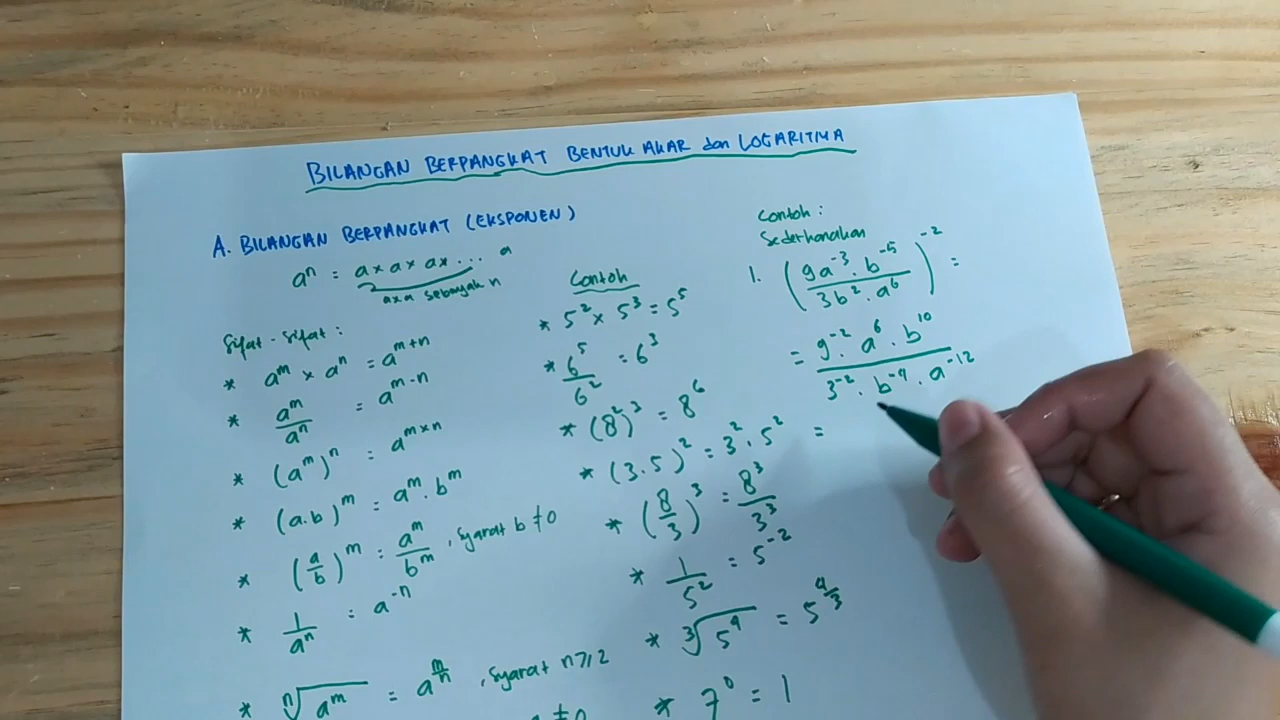 BILANGAN BERPANGKAT BENTUK AKAR dan LOGARITMA
A. BILANGAN BERPANGKAT (EKSPONEN)
aⁿ = a × a × a × ... a
axa sebanyak n
Sifat-sifat :
* aᵐ × aⁿ = aᵐ⁺ⁿ
* aᵐ/aⁿ = aᵐ⁻ⁿ
* (aᵐ)ⁿ = aᵐˣⁿ
* (a.b)ᵐ = aᵐ . bᵐ
* (a/b)ᵐ = aᵐ/bᵐ , syarat b ≠ 0
* 1/aⁿ = a⁻ⁿ
* ⁿ√aᵐ = a^(m/n) , syarat n ≥ 2
≠ 0
Contoh
* 5² × 5³ = 5⁵
* 6⁵/6² = 6³
* (8²)³ = 8⁶
* (3.5)² = 3² . 5²
* (8/3)³ = 8³/3³
* 1/5² = 5⁻²
* ³√5⁴ = 5^(4/3)
* 7⁰ = 1
Contoh :
Sederhanakan
1. (9a⁻³ . b⁻⁵ / 3b² . a⁶)⁻² =
= 9⁻² . a⁶ . b¹⁰ / 3⁻² . b⁻⁴ . a⁻¹²
=